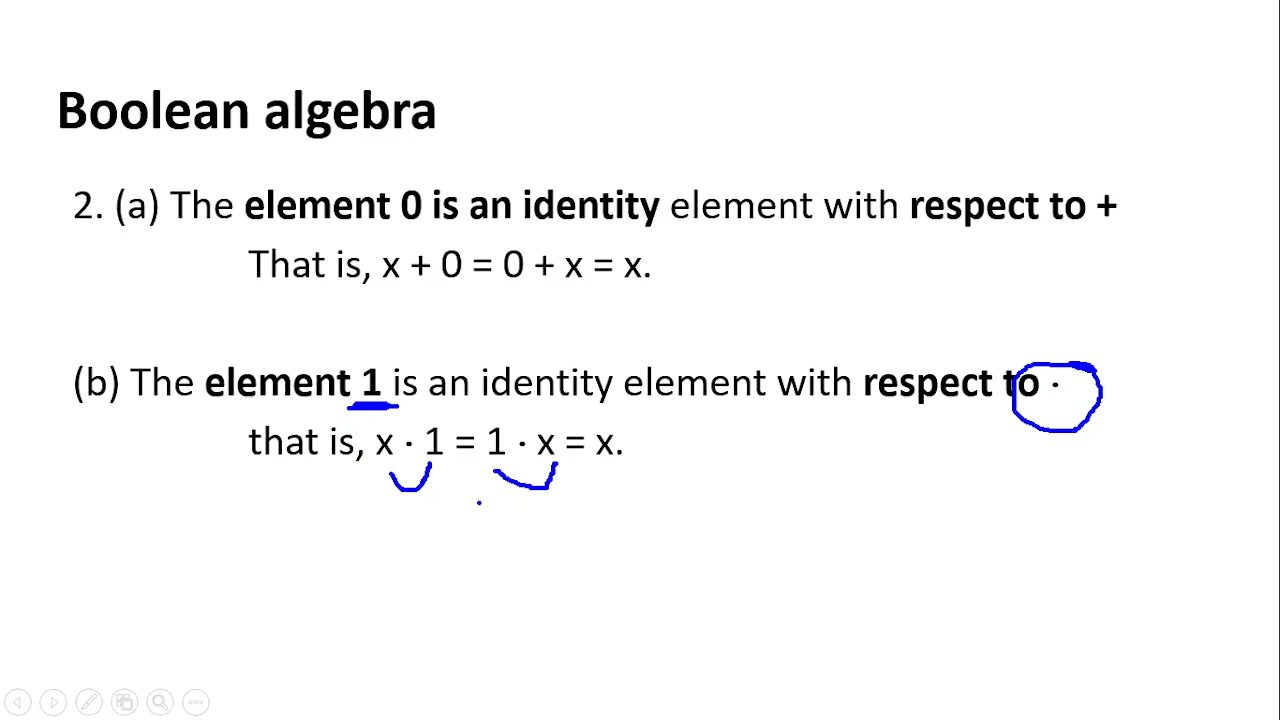 Boolean algebra
2. (a) The element 0 is an identity element with respect to +
That is, x + 0 = 0 + x = x.
(b) The element 1 is an identity element with respect to ·
that is, x · 1 = 1 · x = x.